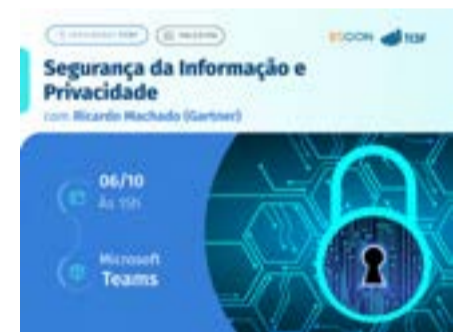 Segurança da Informação e
Privacidade
com Ricardo Machado (Gartner)
06/10
Às 15h
Microsoft
Teams